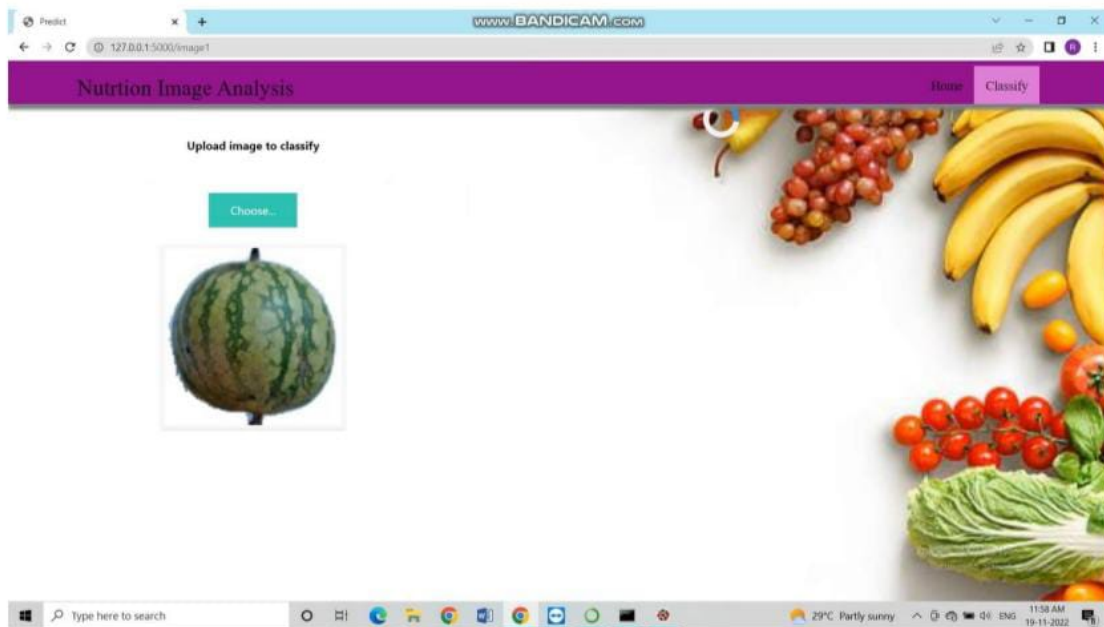 Predict
www.BANDICAM.COM
127.0.0.1:5000/image1
R
Nutrtion Image Analysis
Home
Classify
Upload image to classify
Choose...
Type here to search
29°C Partly sunny
ENG
11:58 AM
19-11-2022